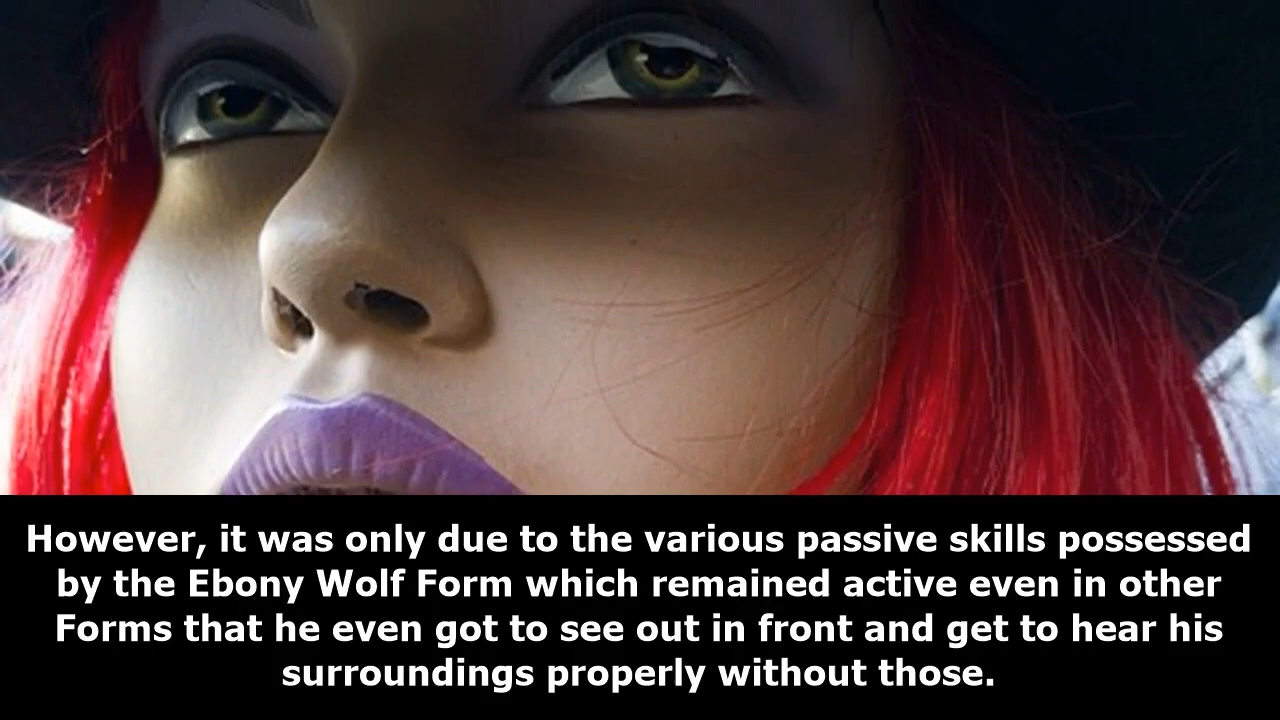 However, it was only due to the various passive skills possessed
by the Ebony Wolf Form which remained active even in other
Forms that he even got to see out in front and get to hear his
surroundings properly without those.